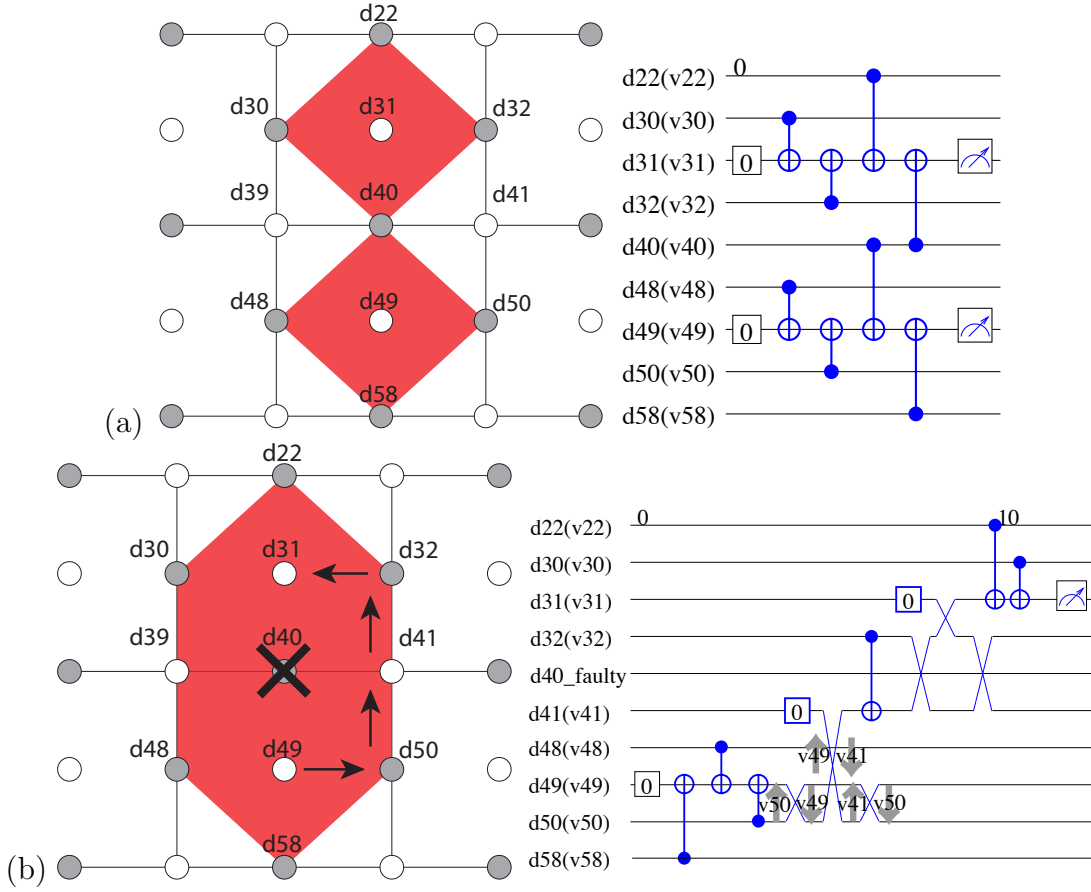 d22
d30
d31
d32
d39
d40
d41
d48
d49
d50
d58
(a)
0
d22(v22)
d30(v30)
0
d31(v31)
d32(v32)
d40(v40)
d48(v48)
0
d49(v49)
d50(v50)
d58(v58)
d22
d30
d31
d32
d39
d40
d41
d48
d49
d50
d58
(b)
0 10
d22(v22)
d30(v30)
d31(v31) 0
d32(v32)
d40_faulty
d41(v41) 0
d48(v48) v49 v41
d49(v49) 0
v50 v49 v41 v50
d50(v50)
d58(v58)